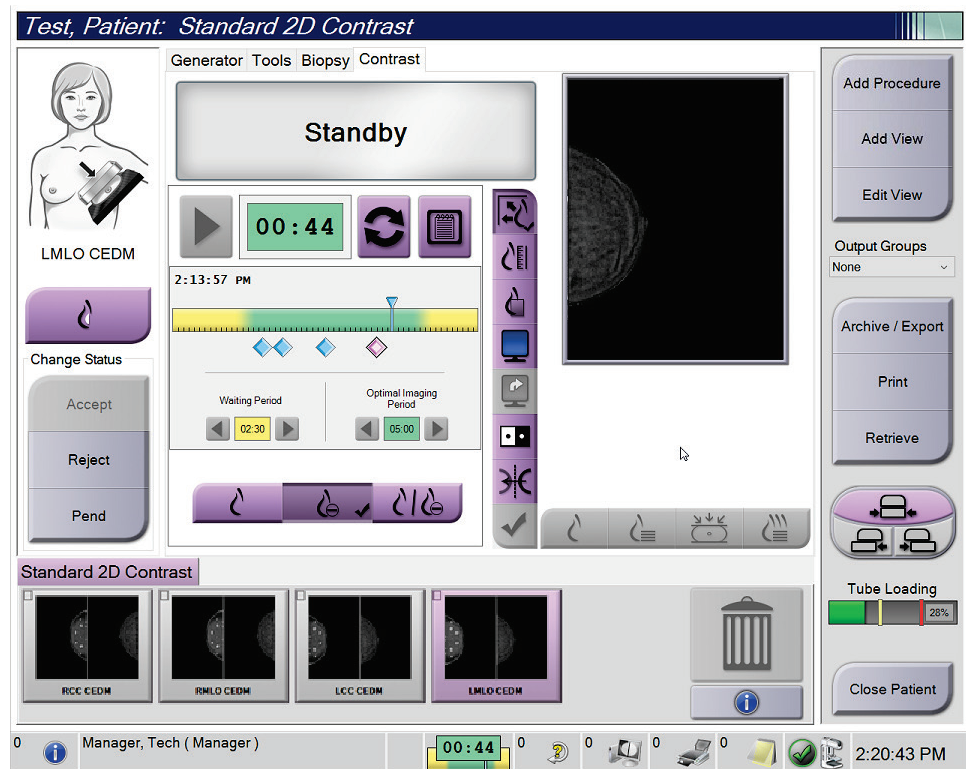 Test, Patient: Standard 2D Contrast
Generator Tools Biopsy Contrast
Standby
00:44
2:13:57 PM
Waiting Period
02:30
Optimal Imaging
Period
05:00
LMLO CEDM
Change Status
Accept
Reject
Pend
Add Procedure
Add View
Edit View
Output Groups
None
Archive / Export
Print
Retrieve
Tube Loading
28%
Close Patient
Standard 2D Contrast
RCC CEDM
RMLO CEDM
LCC CEDM
LMLO CEDM
0
Manager, Tech ( Manager )
00:44
0
0
0
0
2:20:43 PM